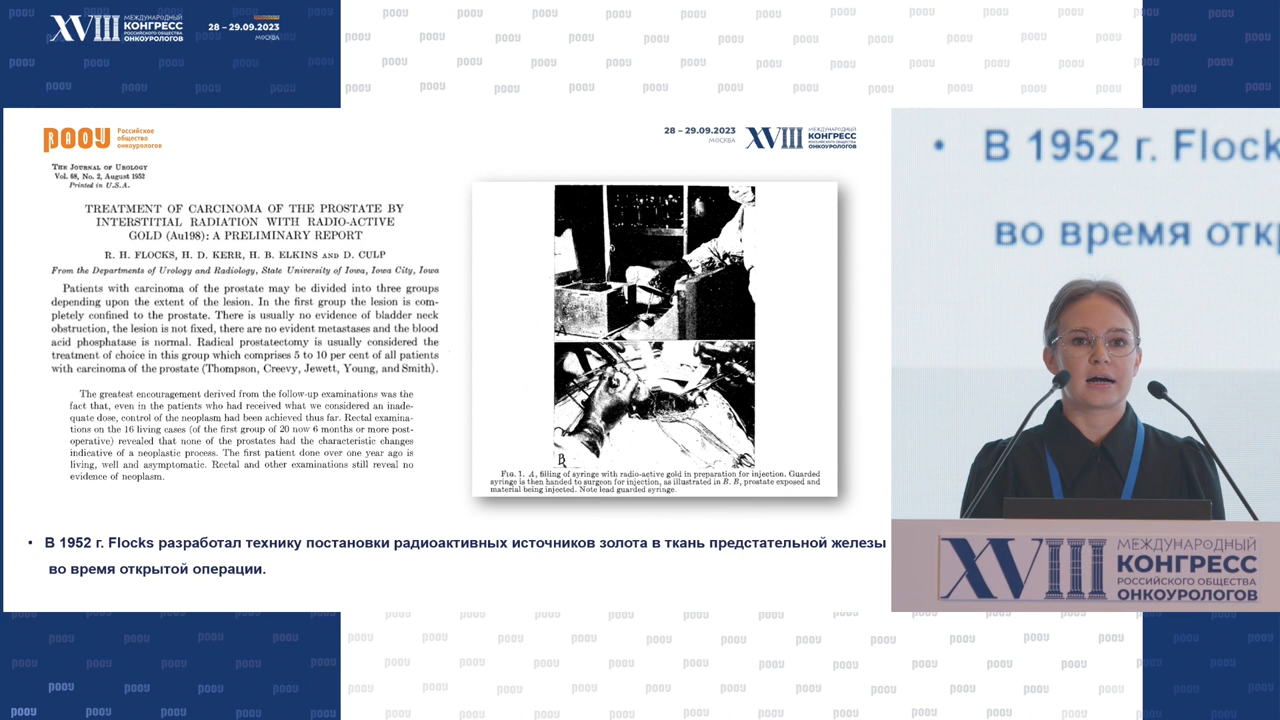 XVIII
МЕЖДУНАРОДНЫЙ
КОНГРЕСС
РОССИЙСКОГО ОБЩЕСТВА
ОНКОУРОЛОГОВ
28 – 29.09.2023
МОСКВА
РООУ
Российское
общество
онкоурологов
28 – 29.09.2023
МОСКВА
XVIII
МЕЖДУНАРОДНЫЙ
КОНГРЕСС
РОССИЙСКОГО ОБЩЕСТВА
ОНКОУРОЛОГОВ
THE JOURNAL OF UROLOGY
Vol. 68, No. 2, August 1952
Printed in U.S.A.
TREATMENT OF CARCINOMA OF THE PROSTATE BY
INTERSTITIAL RADIATION WITH RADIO-ACTIVE
GOLD (Au198): A PRELIMINARY REPORT
R. H. FLOCKS, H. D. KERR, H. B. ELKINS AND D. CULP
From the Departments of Urology and Radiology, State University of Iowa, Iowa City, Iowa
Patients with carcinoma of the prostate may be divided into three groups
depending upon the extent of the lesion. In the first group the lesion is com-
pletely confined to the prostate. There is usually no evidence of bladder neck
obstruction, the lesion is not fixed, there are no evident metastases and the blood
acid phosphatase is normal. Radical prostatectomy is usually considered the
treatment of choice in this group which comprises 5 to 10 per cent of all patients
with carcinoma of the prostate (Thompson, Creevy, Jewett, Young, and Smith).
The greatest encouragement derived from the follow-up examinations was the
fact that, even in the patients who had received what we considered an inade-
quate dose, control of the neoplasm had been achieved thus far. Rectal examina-
tions on the 16 living cases (of the first group of 20 now 6 months or more post-
operative) revealed that none of the prostates had the characteristic changes
indicative of a neoplastic process. The first patient done over one year ago is
living, well and asymptomatic. Rectal and other examinations still reveal no
evidence of neoplasm.
A
B
FIG. 1. A, filling of syringe with radio-active gold in preparation for injection. Guarded
syringe is then handed to surgeon for injection, as illustrated in B. B, prostate exposed and
material being injected. Note lead guarded syringe.
• В 1952 г. Flocks разработал технику постановки радиоактивных источников золота в ткань предстательной железы
во время открытой операции.
• В 1952 г. Flock
во время отк
XVIII
МЕЖДУНАРОДНЫЙ
КОНГРЕСС
РОССИЙСКОГО ОБЩЕСТВА
ОНКОУРОЛОГОВ